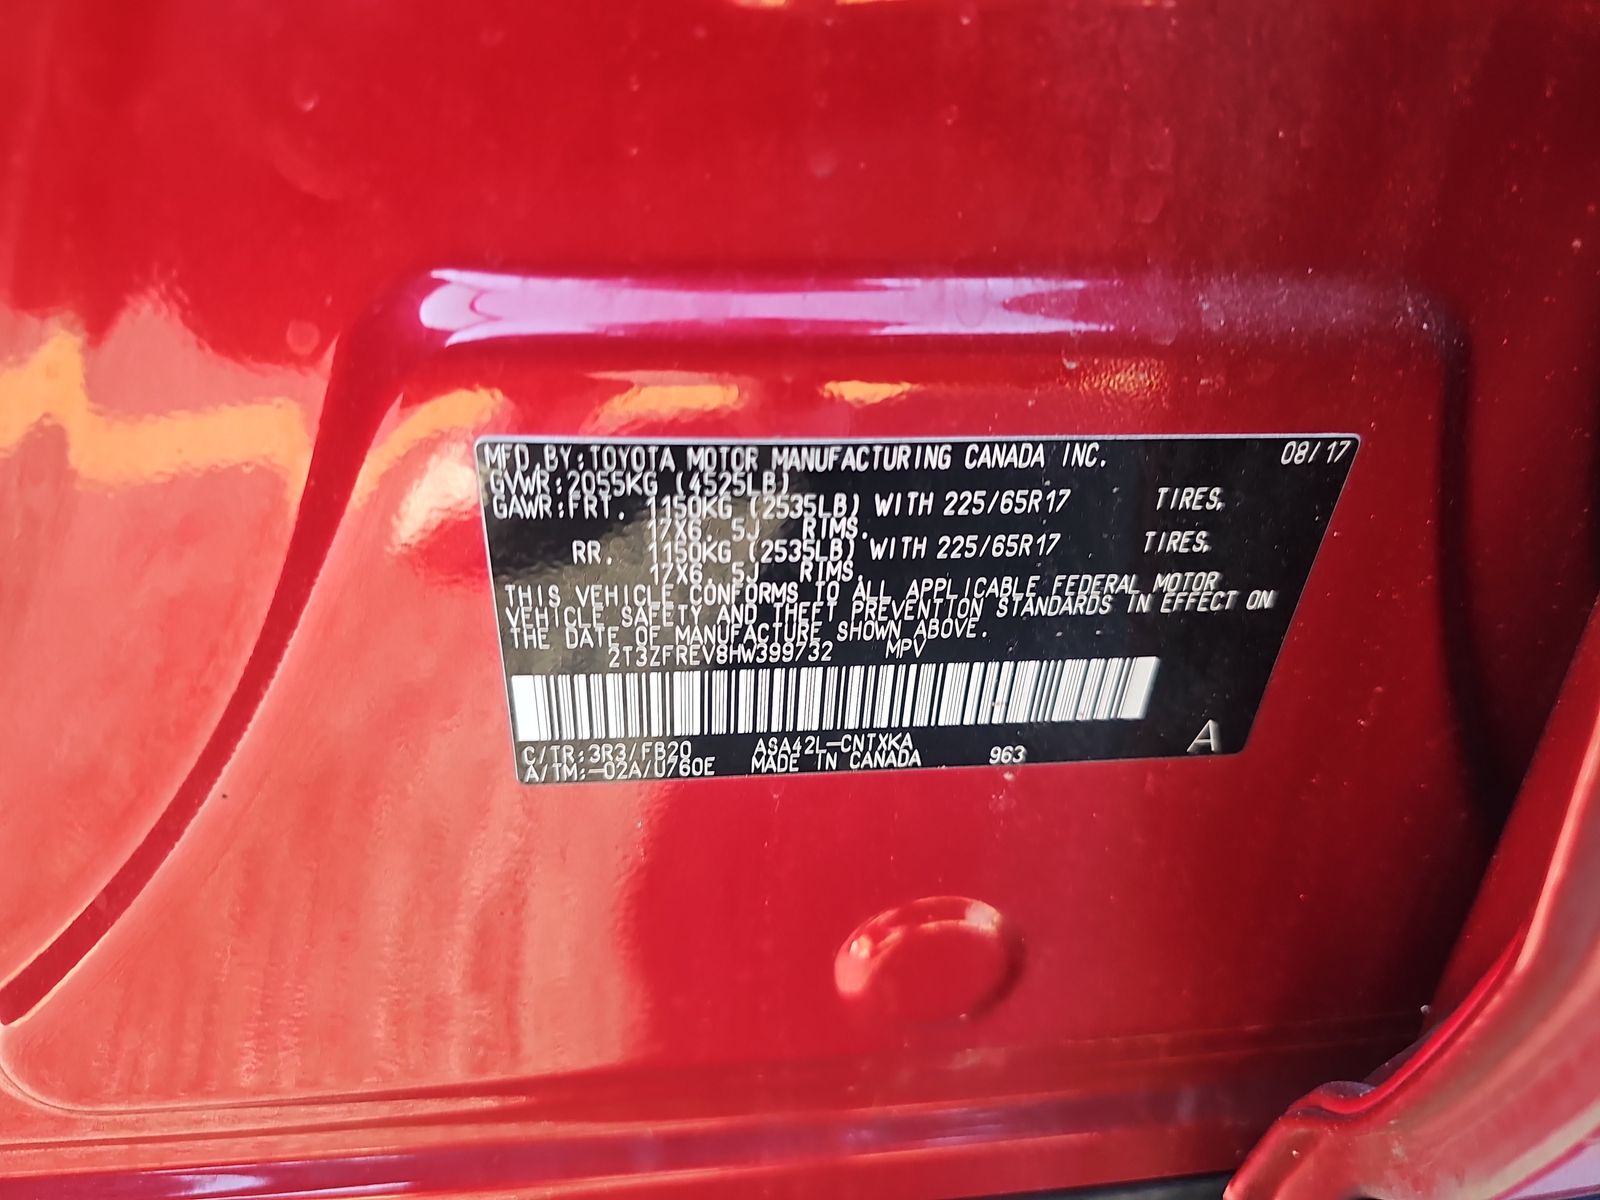 MFD. BY: TOYOTA MOTOR MANUFACTURING CANADA INC. 08/17
GVWR: 2055KG (4525LB)
GAWR: FRT. 1150KG (2535LB) WITH 225/65R17 TIRES,
17X6.5J RIMS.
RR. 1150KG (2535LB) WITH 225/65R17 TIRES,
17X6.5J RIMS.
THIS VEHICLE CONFORMS TO ALL APPLICABLE FEDERAL MOTOR
VEHICLE SAFETY AND THEFT PREVENTION STANDARDS IN EFFECT ON
THE DATE OF MANUFACTURE SHOWN ABOVE.
2T3ZFREV8HW399732 MPV
C/TR: 3R3/FB20 ASA42L-CNTXKA 963 A
A/TM: -02A/U760E MADE IN CANADA